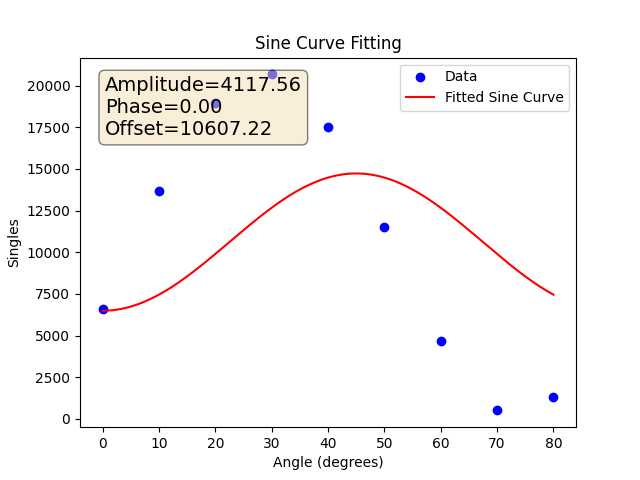 Sine Curve Fitting
Amplitude=4117.56
Phase=0.00
Offset=10607.22
Data
Fitted Sine Curve
20000
17500
15000
12500
10000
7500
5000
2500
0
Singles
0 10 20 30 40 50 60 70 80
Angle (degrees)